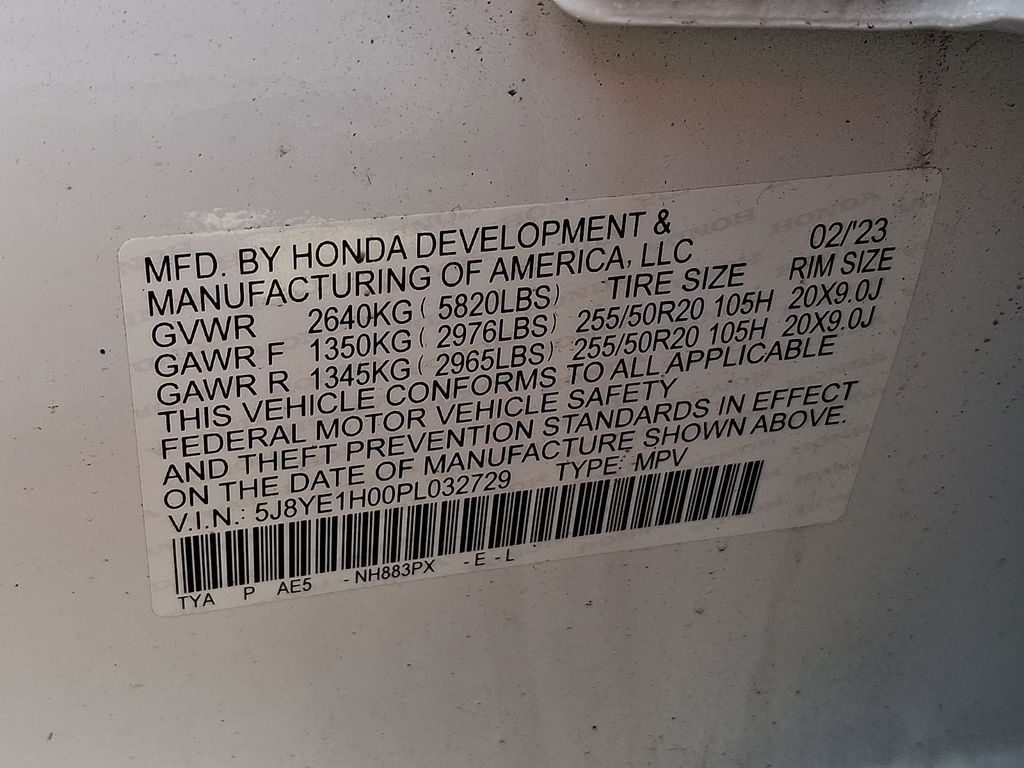 MFD. BY HONDA DEVELOPMENT &
MANUFACTURING OF AMERICA, LLC 02/'23
GVWR 2640KG ( 5820LBS) TIRE SIZE RIM SIZE
GAWR F 1350KG ( 2976LBS) 255/50R20 105H 20X9.0J
GAWR R 1345KG ( 2965LBS) 255/50R20 105H 20X9.0J
THIS VEHICLE CONFORMS TO ALL APPLICABLE
FEDERAL MOTOR VEHICLE SAFETY
AND THEFT PREVENTION STANDARDS IN EFFECT
ON THE DATE OF MANUFACTURE SHOWN ABOVE.
V.I.N.: 5J8YE1H00PL032729 TYPE: MPV
TYA P AE5 -NH883PX -E-L